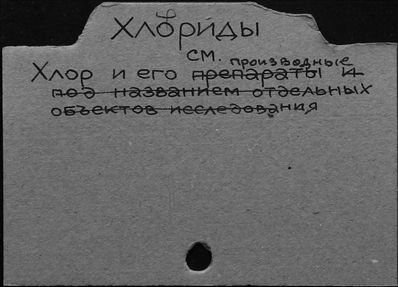 Хлориды
см. производные
Хлор и его препараты и
под названием отдельных
объектов исследования